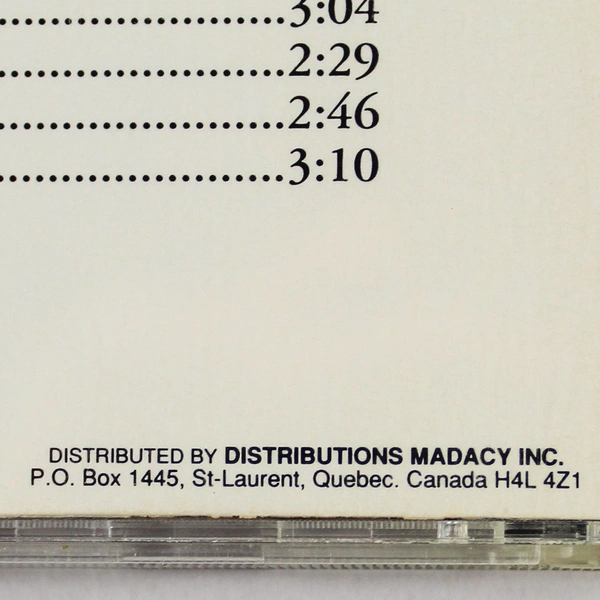 ........................3:04
........................2:29
........................2:46
........................3:10
DISTRIBUTED BY DISTRIBUTIONS MADACY INC.
P.O. Box 1445, St-Laurent, Quebec. Canada H4L 4Z1